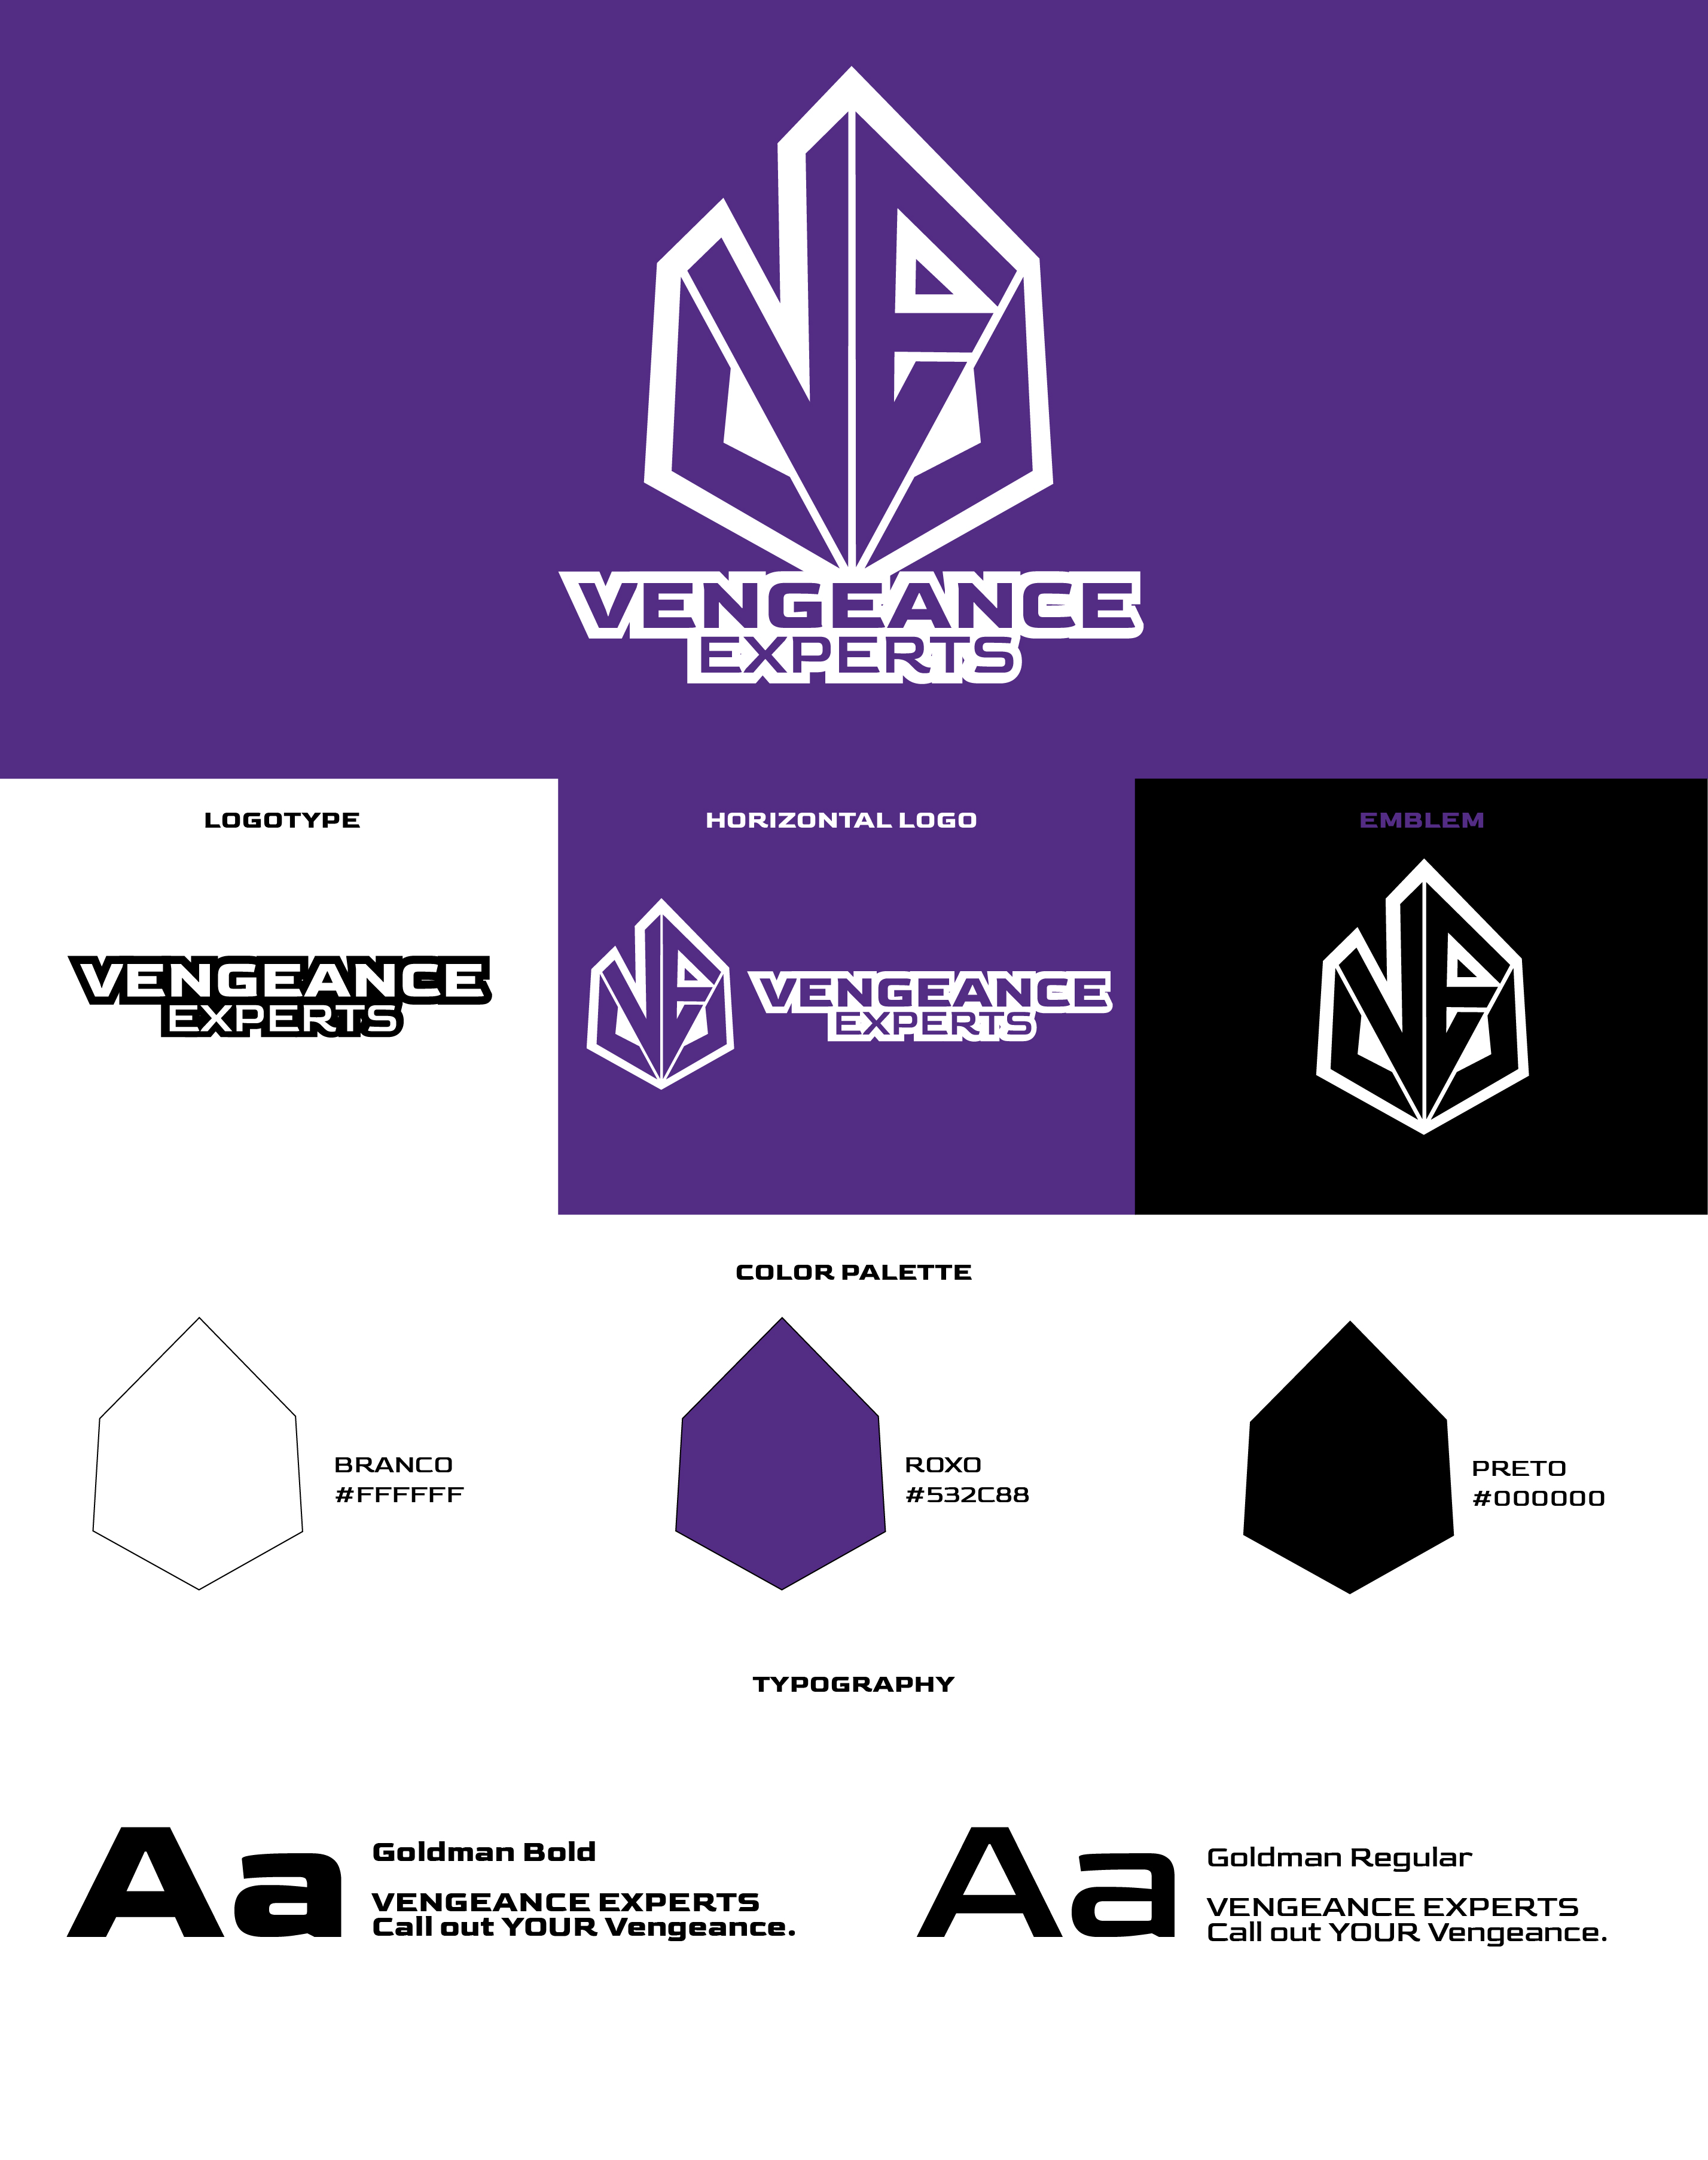 VENGEANCE
EXPERTS
LOGOTYPE
HORIZONTAL LOGO
EMBLEM
VENGEANCE
EXPERTS
VENGEANCE
EXPERTS
COLOR PALETTE
BRANCO
#FFFFFF
ROXO
#532C88
PRETO
#000000
TYPOGRAPHY
Aa
Goldman Bold
VENGEANCE EXPERTS
Call out YOUR Vengeance.
Aa
Goldman Regular
VENGEANCE EXPERTS
Call out YOUR Vengeance.